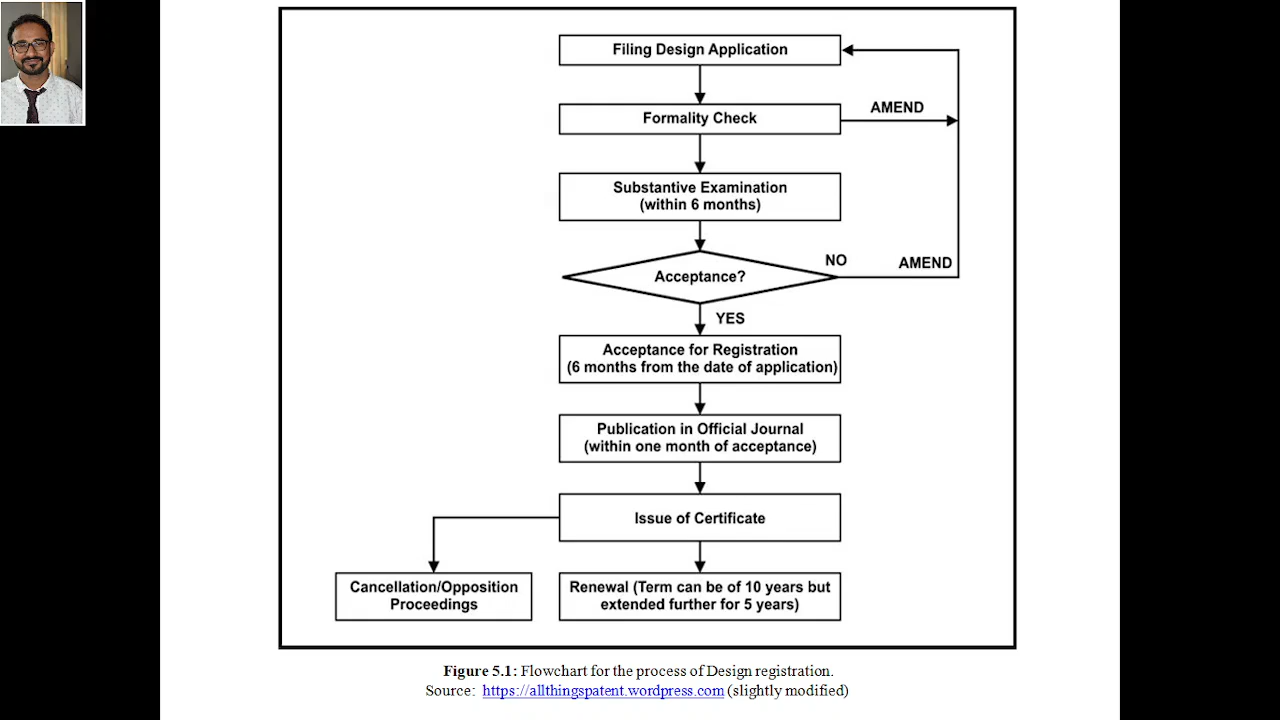 Filing Design Application
Formality Check
AMEND
Substantive Examination
(within 6 months)
Acceptance?
NO
AMEND
YES
Acceptance for Registration
(6 months from the date of application)
Publication in Official Journal
(within one month of acceptance)
Issue of Certificate
Cancellation/Opposition
Proceedings
Renewal (Term can be of 10 years but
extended further for 5 years)
Figure 5.1: Flowchart for the process of Design registration.
Source: https://allthingspatent.wordpress.com (slightly modified)